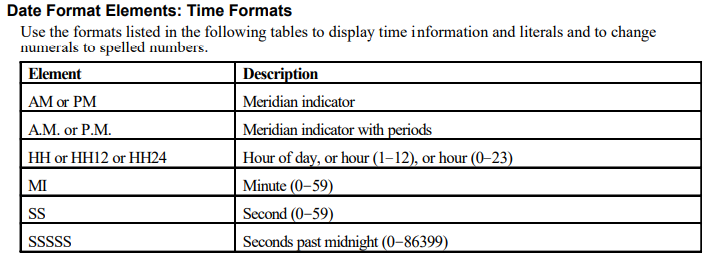 Date Format Elements: Time Formats
Use the formats listed in the following tables to display time information and literals and to change
numerals to spelled numbers.
Element Description
AM or PM Meridian indicator
A.M. or P.M. Meridian indicator with periods
HH or HH12 or HH24 Hour of day, or hour (1–12), or hour (0–23)
MI Minute (0–59)
SS Second (0–59)
SSSSS Seconds past midnight (0–86399)